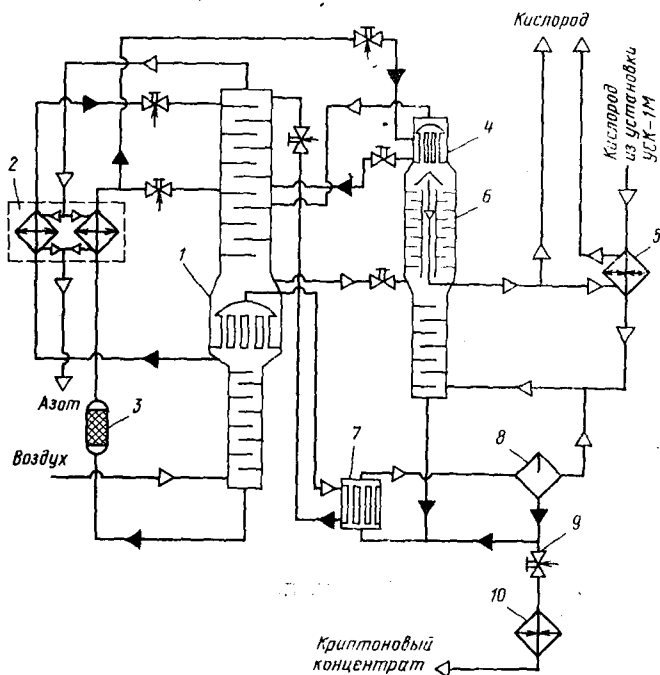 Кислород
Кислород
из установки
УСК-1М
4
2
6
5
1
Азот
3
7
8
Воздух
9
10
Криптоновый
концентрат